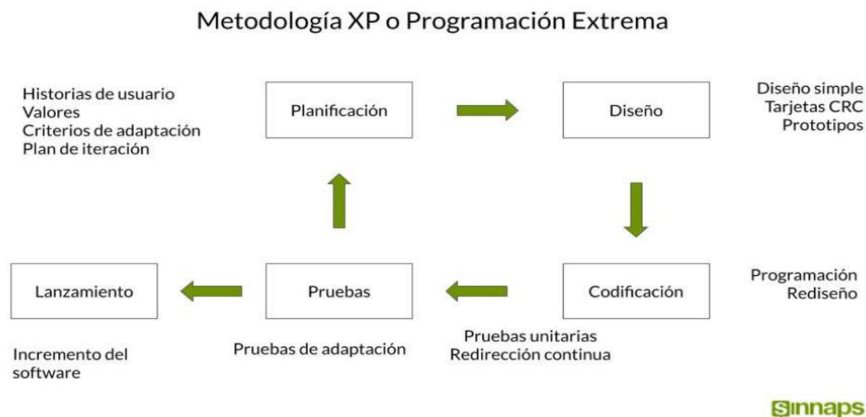 Metodología XP o Programación Extrema
Historias de usuario
Valores
Criterios de adaptación
Plan de iteración
Planificación
Diseño
Diseño simple
Tarjetas CRC
Prototipos
Lanzamiento
Pruebas
Codificación
Programación
Rediseño
Incremento del
software
Pruebas de adaptación
Pruebas unitarias
Redirección continua
sinnaps